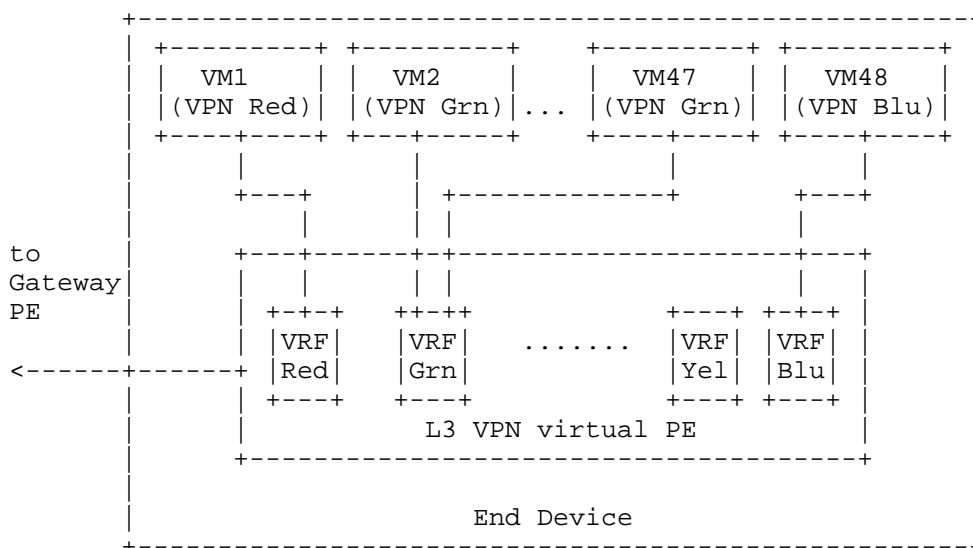 VM1 VM2 VM47 VM48
(VPN Red) (VPN Grn) ... (VPN Grn) (VPN Blu)
to
Gateway
PE
VRF VRF ....... VRF VRF
Red Grn Yel Blu
L3 VPN virtual PE
End Device